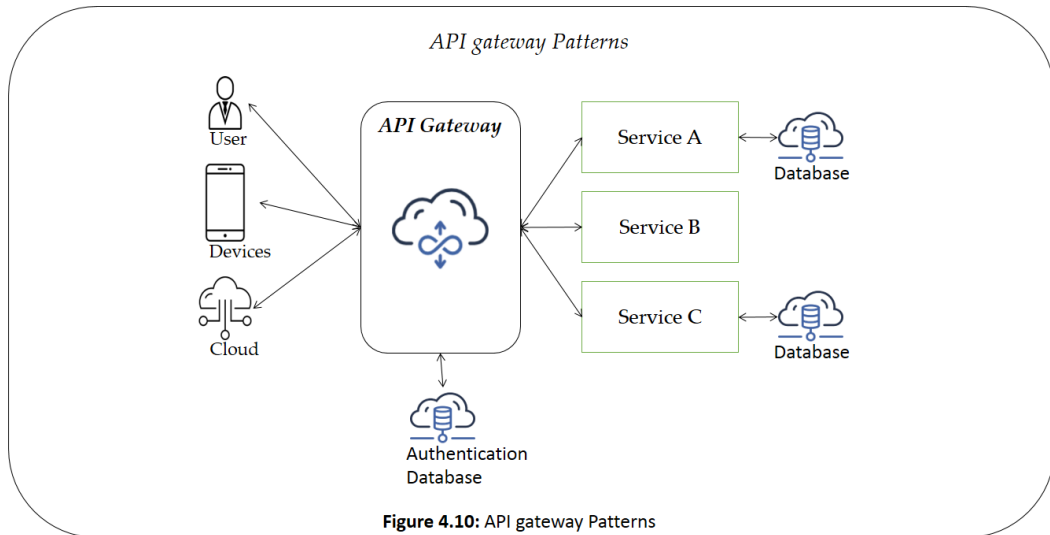 API gateway Patterns
User
Devices
Cloud
API Gateway
Authentication
Database
Service A
Database
Service B
Service C
Database
Figure 4.10: API gateway Patterns